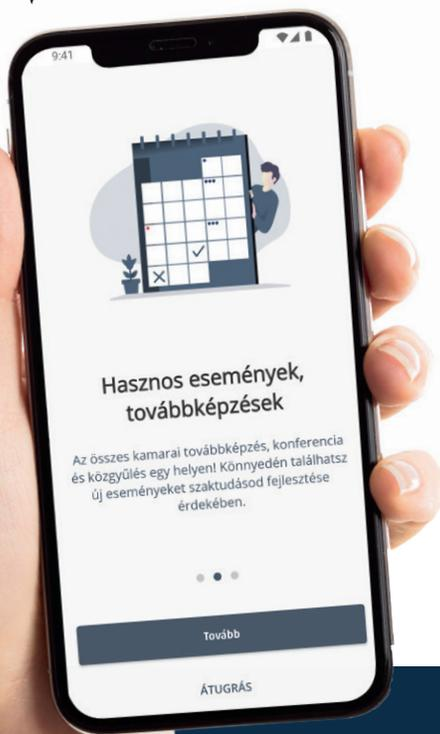 9:41
Hasznos események,
továbbképzések
Az összes kamarai továbbképzés, konferencia
és közgyűlés egy helyen! Könnyedén találhatsz
új eseményeket szaktudásod fejlesztése
érdekében.
Tovább
ÁTUGRÁS